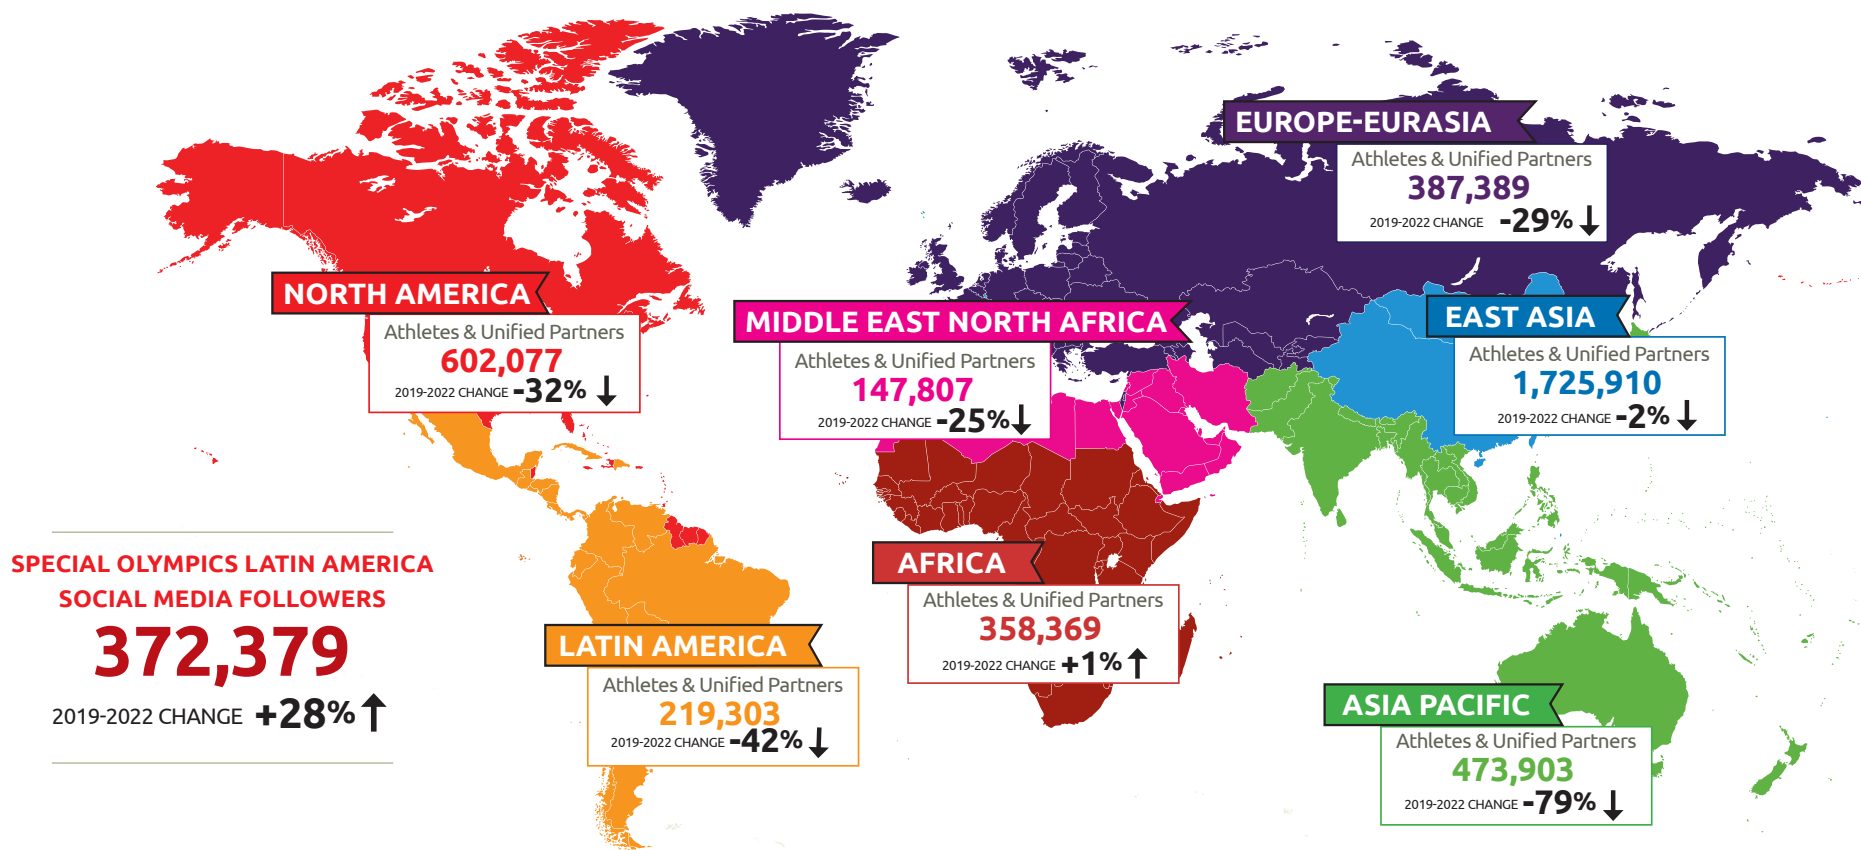 EUROPE-EURASIA
Athletes & Unified Partners
387,389
2019-2022 CHANGE -29%
NORTH AMERICA
Athletes & Unified Partners
602,077
2019-2022 CHANGE -32%
MIDDLE EAST NORTH AFRICA
Athletes & Unified Partners
147,807
2019-2022 CHANGE -25%
EAST ASIA
Athletes & Unified Partners
1,725,910
2019-2022 CHANGE -2%
SPECIAL OLYMPICS LATIN AMERICA
SOCIAL MEDIA FOLLOWERS
372,379
2019-2022 CHANGE +28%
AFRICA
Athletes & Unified Partners
358,369
2019-2022 CHANGE +1%
LATIN AMERICA
Athletes & Unified Partners
219,303
2019-2022 CHANGE -42%
ASIA PACIFIC
Athletes & Unified Partners
473,903
2019-2022 CHANGE -79%